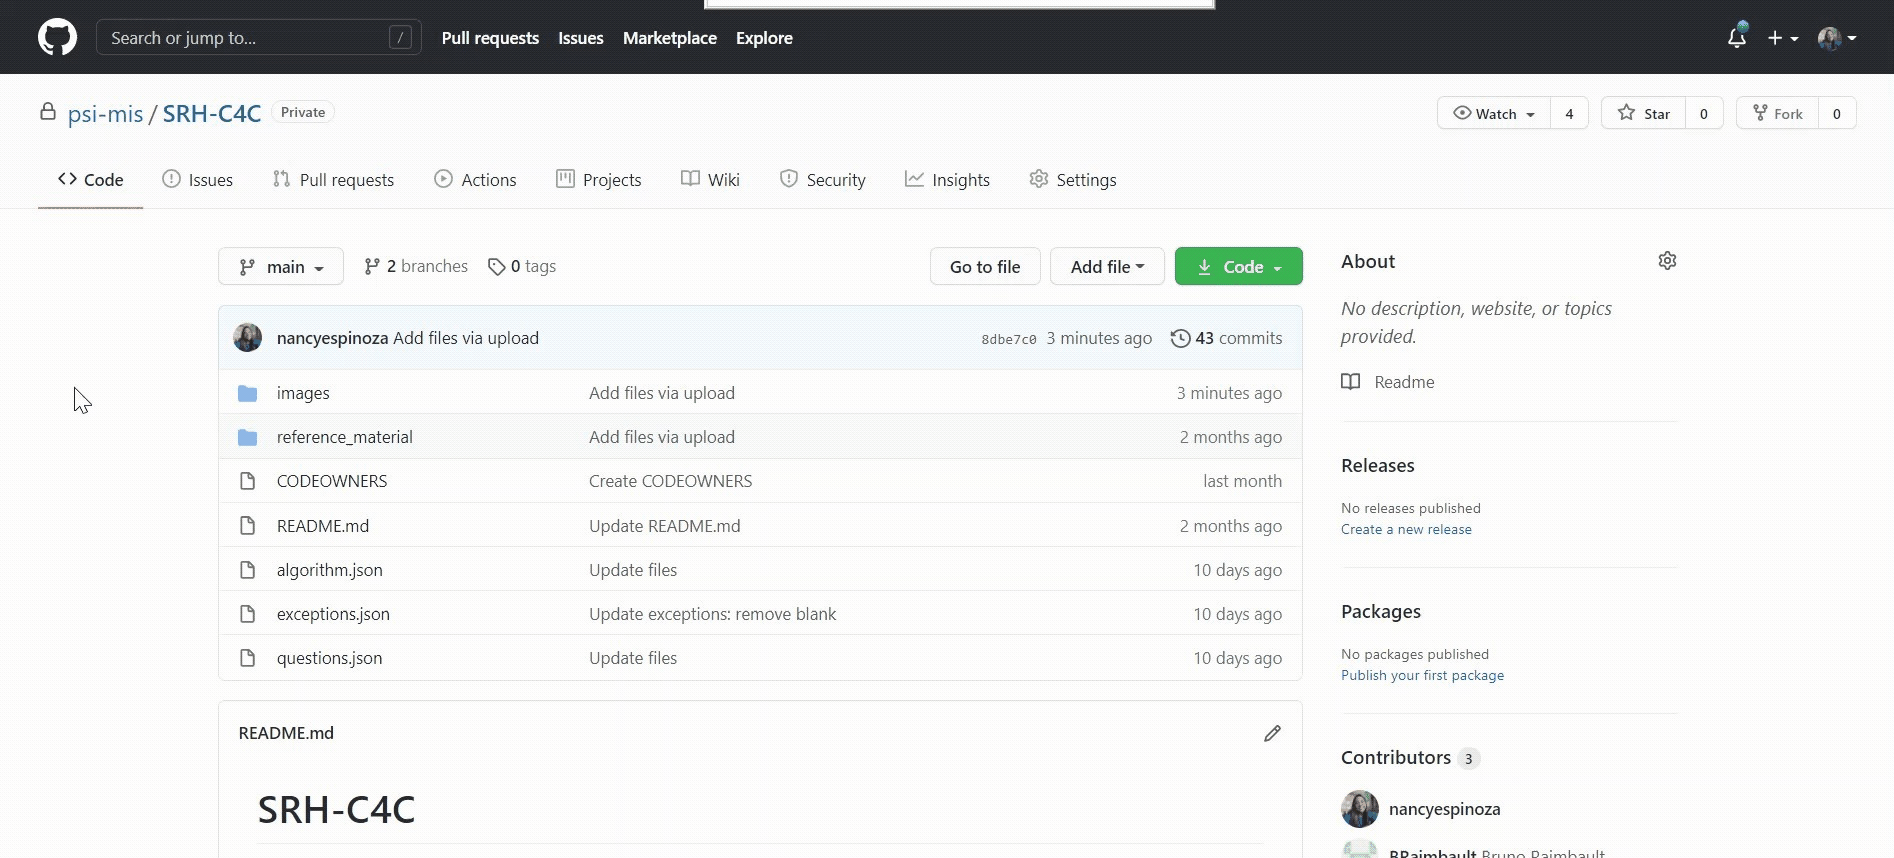 Search or jump to... / Pull requests Issues Marketplace Explore
psi-mis / SRH-C4C Private
Watch 4 Star 0 Fork 0
Code Issues Pull requests Actions Projects Wiki Security Insights Settings
main 2 branches 0 tags Go to file Add file Code
nancyespinoza Add files via upload 8dbe7c0 3 minutes ago 43 commits
images Add files via upload 3 minutes ago
reference_material Add files via upload 2 months ago
CODEOWNERS Create CODEOWNERS last month
README.md Update README.md 2 months ago
algorithm.json Update files 10 days ago
exceptions.json Update exceptions: remove blank 10 days ago
questions.json Update files 10 days ago
README.md
SRH-C4C
About
No description, website, or topics
provided.
Readme
Releases
No releases published
Create a new release
Packages
No packages published
Publish your first package
Contributors 3
nancyespinoza
BRaimbault Bruno Raimbault